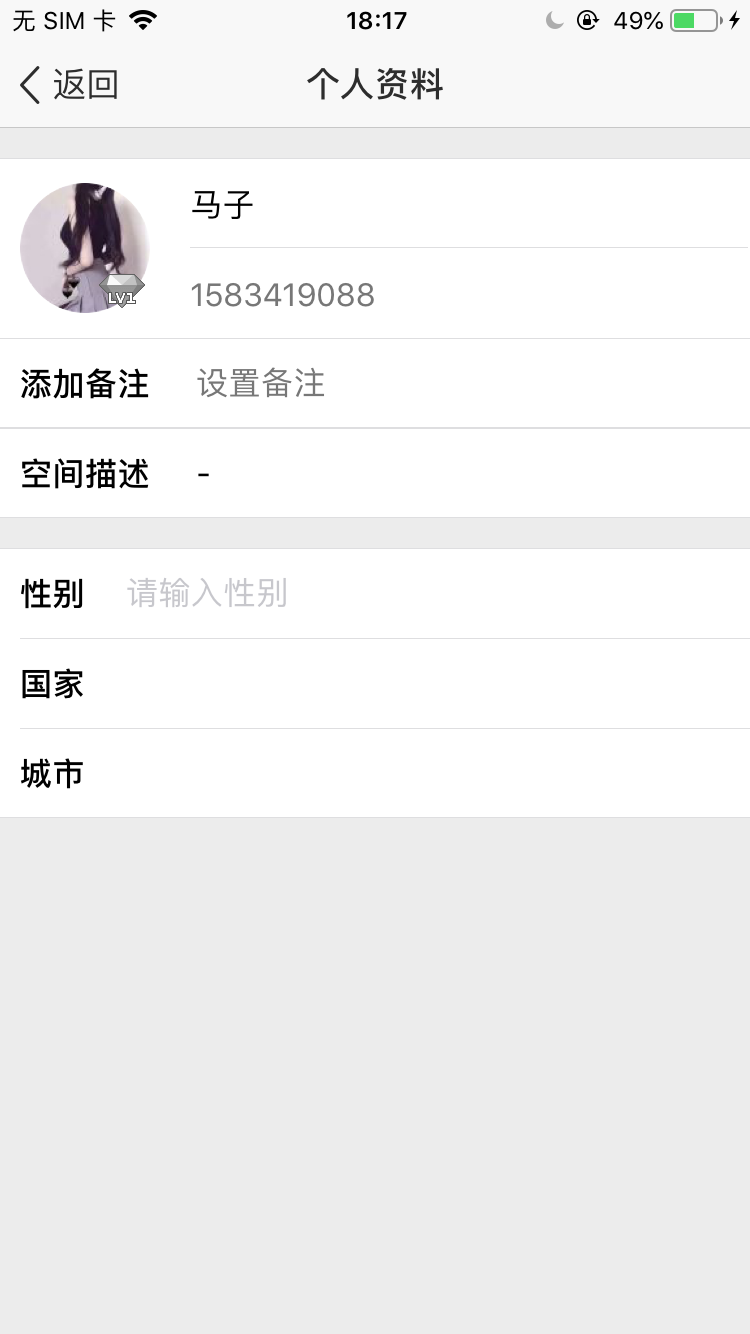 无 SIM 卡 18:17 49%
返回 个人资料
马子
LV1
1583419088
添加备注 设置备注
空间描述 -
性别 请输入性别
国家
城市